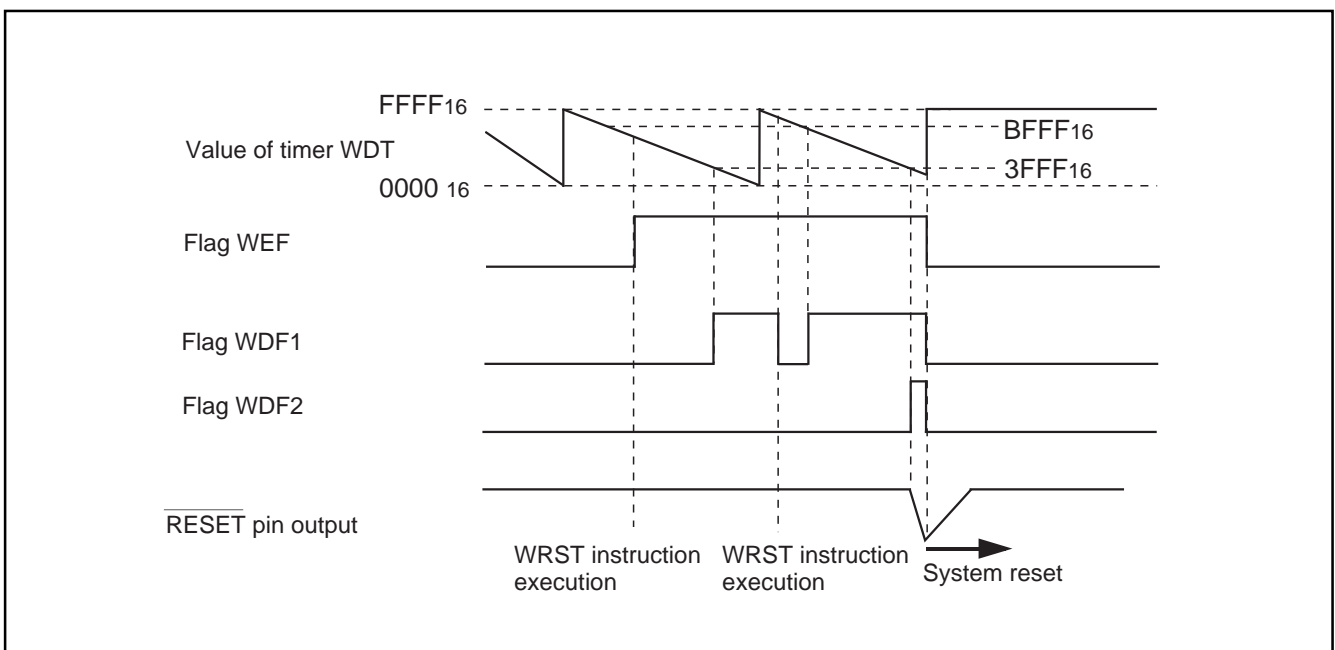 FFFF16
BFFF16
Value of timer WDT
3FFF16
0000 16
Flag WEF
Flag WDF1
Flag WDF2
RESET pin output
WRST instruction
execution
WRST instruction
execution
System reset